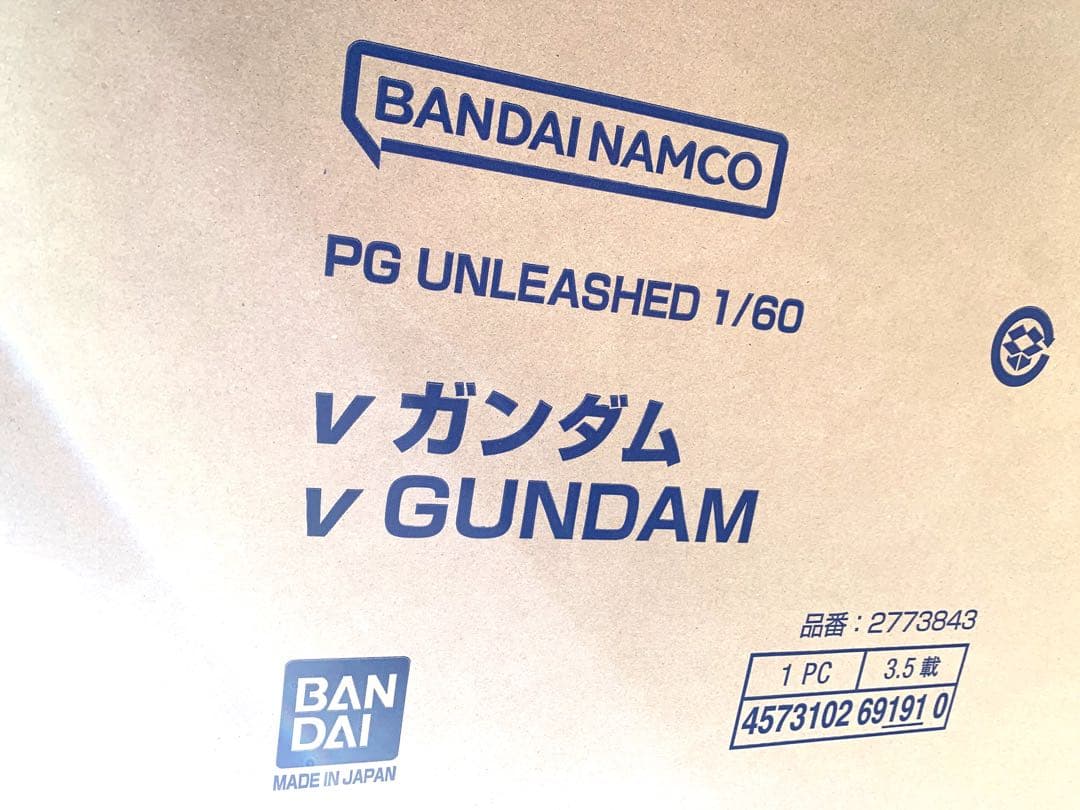 BANDAI NAMCO
PG UNLEASHED 1/60
ν ガンダム
ν GUNDAM
品番：2773843
1 PC
3.5 載
4573102 69191 0
BAN
DAI
MADE IN JAPAN